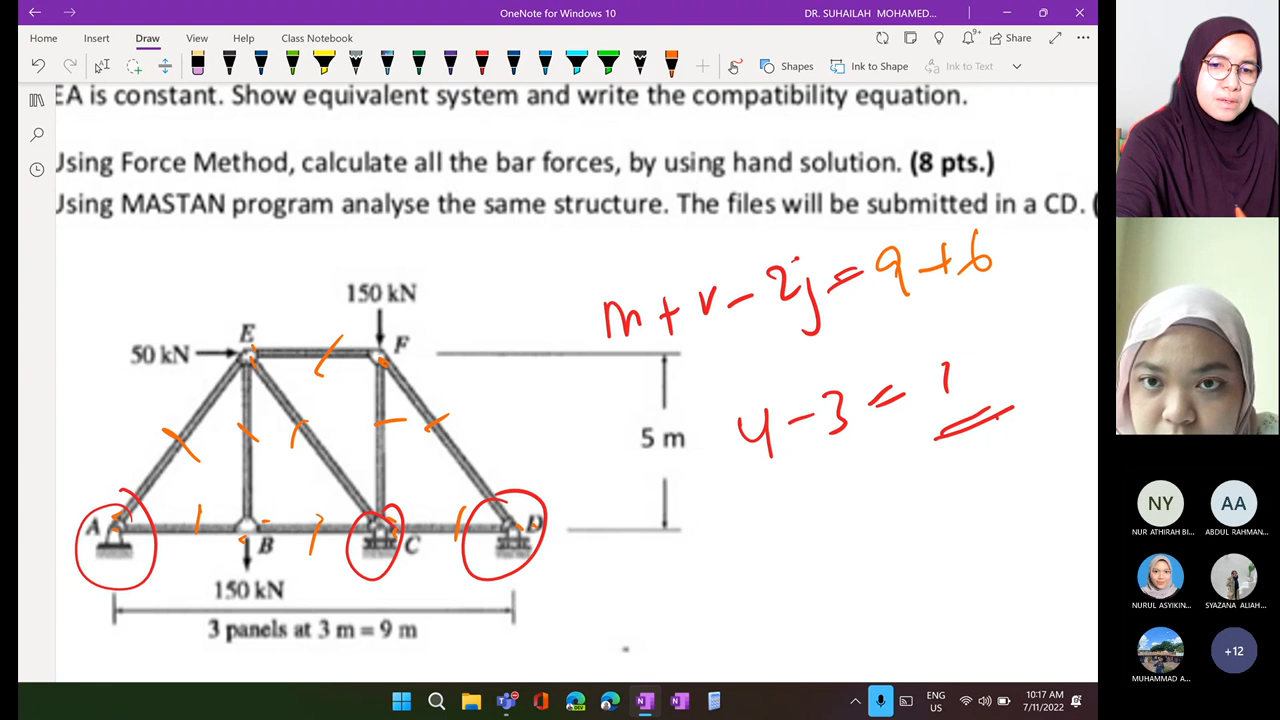 OneNote for Windows 10
DR. SUHAILAH MOHAMED...
Home Insert Draw View Help Class Notebook
9+
Share
Shapes
Ink to Shape
Ink to Text
EA is constant. Show equivalent system and write the compatibility equation.
Using Force Method, calculate all the bar forces, by using hand solution. (8 pts.)
Using MASTAN program analyse the same structure. The files will be submitted in a CD. (
m + r - 2j = 9 + 6
150 kN
E
F
50 kN
4 - 3 = 1
5 m
A
B
C
D
150 kN
3 panels at 3 m = 9 m
NY
NUR ATHIRAH BI...
AA
ABDUL RAHMAN...
NURUL ASYIKIN...
SYAZANA ALIAH...
MUHAMMAD A...
+12
ENG
US
10:17 AM
7/11/2022